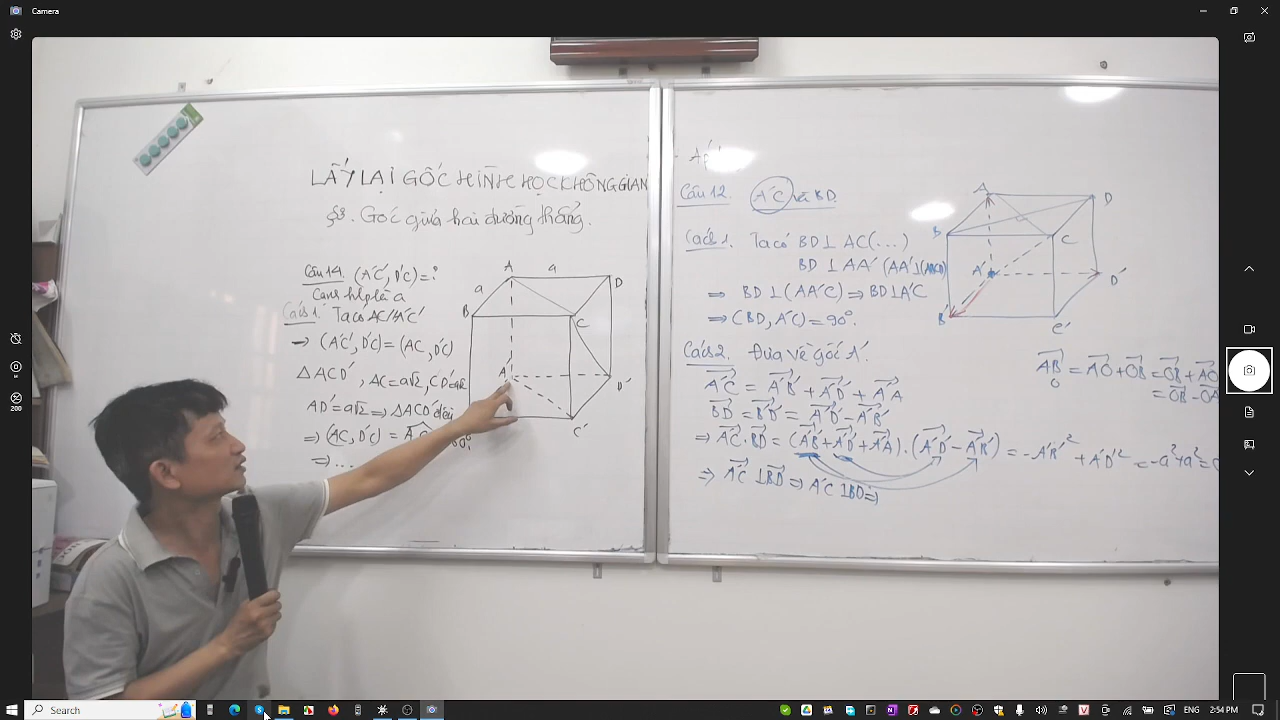 Camera
LẤY LẠI GỐC HÌNH HỌC KHÔNG GIAN
§3. Góc giữa hai đường thẳng.
Câu 14. (A'C', D'C) = ?
Cạnh hlp là a
Cách 1. Ta có AC // A'C'
→ (A'C', D'C) = (AC, D'C)
ΔACD', AC = a√2, CD' = a√2
AD' = a√2 ⇒ ΔACD' đều
⇒ (AC, D'C) =
⇒ ...
A
a
D
a
B
C
A'
D'
C'
Câu 12. A'C và BD.
Cách 1. Ta có BD ⊥ AC (...)
BD ⊥ AA' (AA' ⊥ (ABCD)
⇒ BD ⊥ (AA'C) ⇒ BD ⊥ A'C
⇒ (BD, A'C) = 90°.
Cách 2. Đưa về gốc A'.
A'C = A'B' + A'D' + A'A
BD = B'D' = A'D' - A'B'
⇒ A'C . BD = (A'B' + A'D' + A'A) . (A'D' - A'B') = -A'B'² + A'D'² = -a² + a² =
⇒ A'C ⊥ BD ⇒ A'C ⊥ BD ⇒
A
D
B
C
A'
D'
B'
C'
AB = AO + OB = OB + AO
O
= OB - OA
200
Search
ENG
2:54 PM